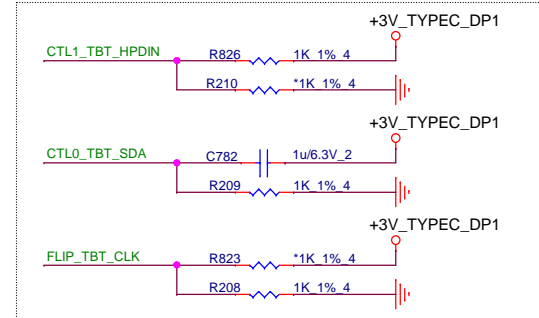 +3V_TYPEC_DP1
CTL1_TBT_HPDIN R826 1K_1%_4
R210 *1K_1%_4
+3V_TYPEC_DP1
CTL0_TBT_SDA C782 1u/6.3V_2
R209 1K_1%_4
+3V_TYPEC_DP1
FLIP_TBT_CLK R823 *1K_1%_4
R208 1K_1%_4